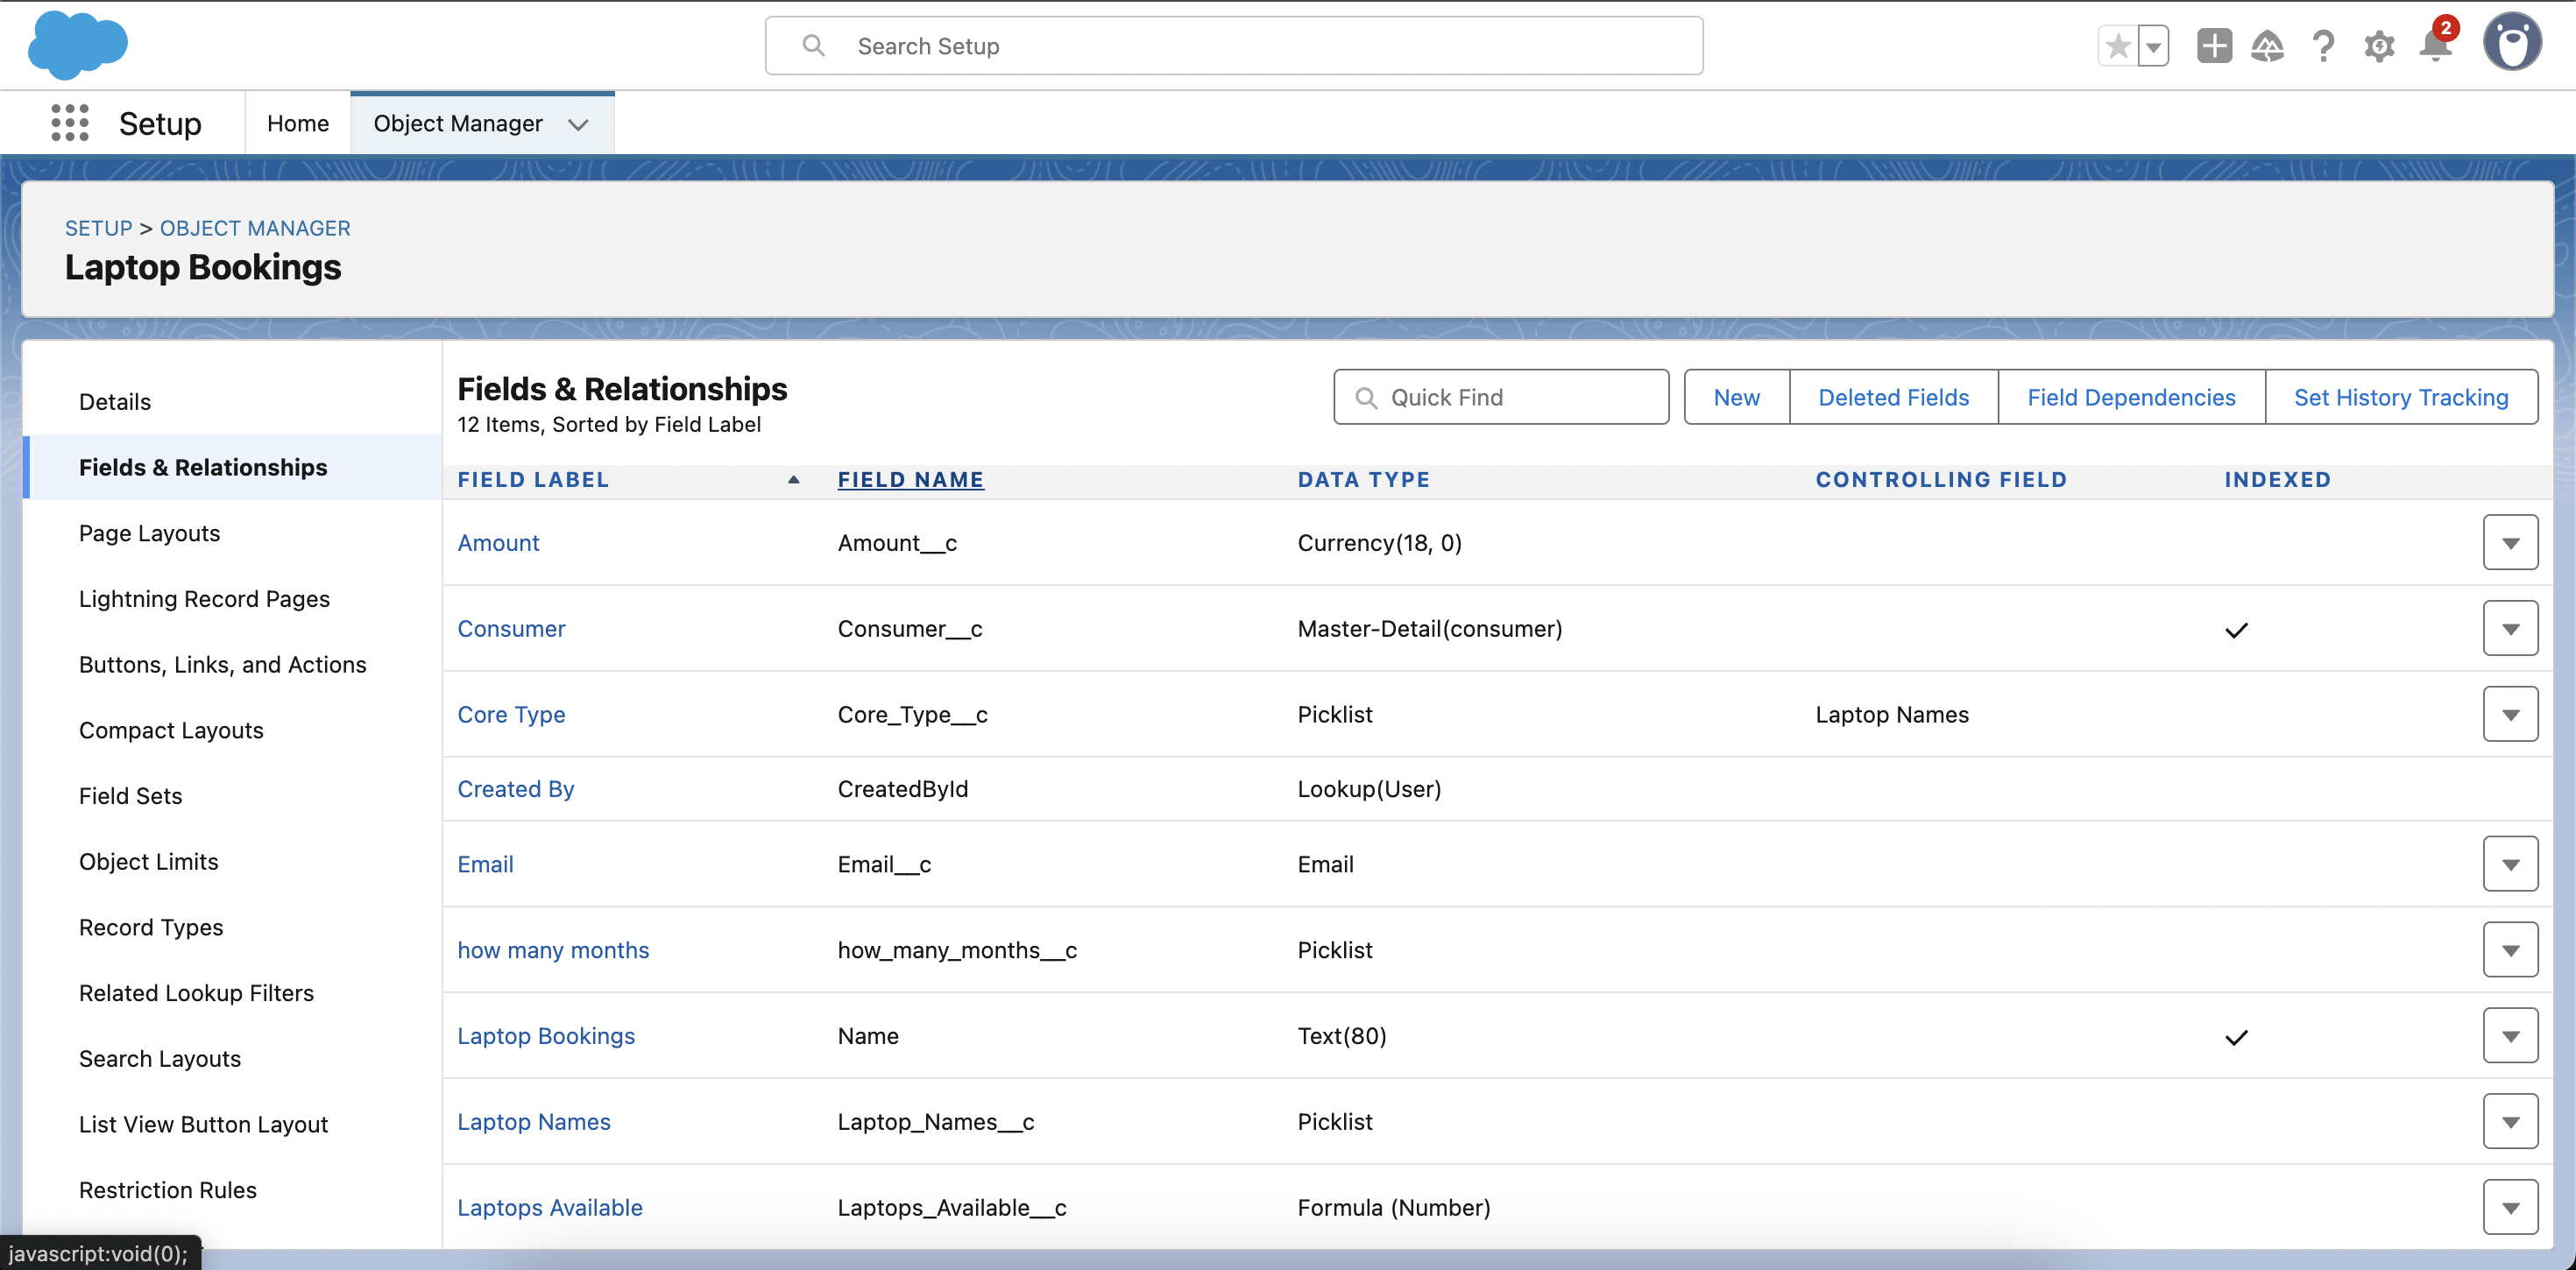 Search Setup
2
Setup
Home
Object Manager
SETUP > OBJECT MANAGER
Laptop Bookings
Details
Fields & Relationships
Page Layouts
Lightning Record Pages
Buttons, Links, and Actions
Compact Layouts
Field Sets
Object Limits
Record Types
Related Lookup Filters
Search Layouts
List View Button Layout
Restriction Rules
javascript:void(0);
Fields & Relationships
12 Items, Sorted by Field Label
Quick Find
New
Deleted Fields
Field Dependencies
Set History Tracking
FIELD LABEL FIELD NAME DATA TYPE CONTROLLING FIELD INDEXED
Amount Amount__c Currency(18, 0)
Consumer Consumer__c Master-Detail(consumer)
Core Type Core_Type__c Picklist Laptop Names
Created By CreatedById Lookup(User)
Email Email__c Email
how many months how_many_months__c Picklist
Laptop Bookings Name Text(80)
Laptop Names Laptop_Names__c Picklist
Laptops Available Laptops_Available__c Formula (Number)